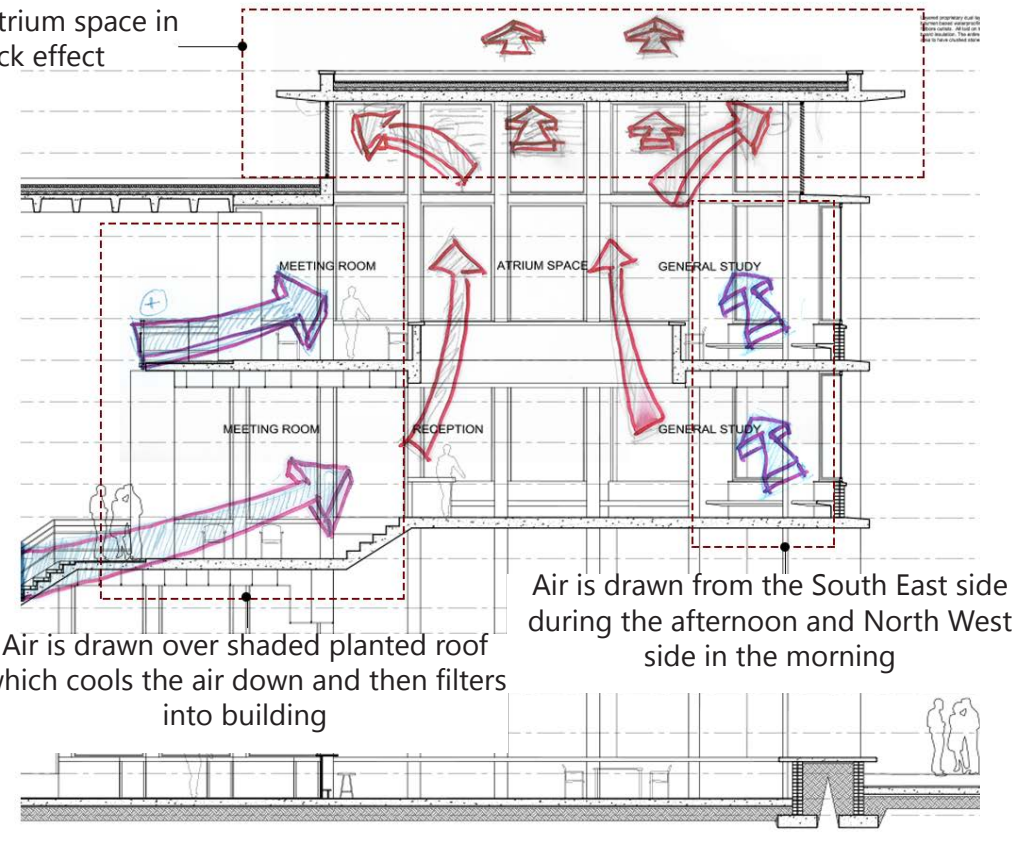 trium space in
ck effect
MEETING ROOM
ATRIUM SPACE
GENERAL STUDY
MEETING ROOM
RECEPTION
GENERAL STUDY
Air is drawn from the South East side
during the afternoon and North West
side in the morning
Air is drawn over shaded planted roof
which cools the air down and then filters
into building